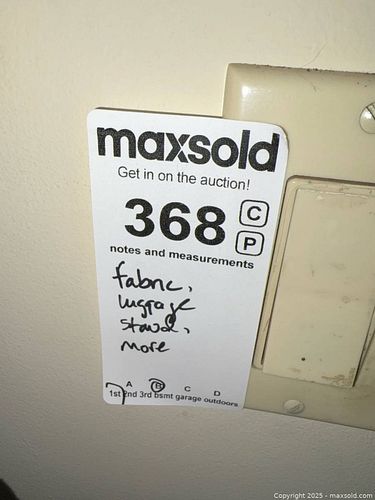 maxsold
Get in on the auction!
368 C
P
notes and measurements
fabric,
luggage
stand,
more
A B C D
1st 2nd 3rd bsmt garage outdoors
Copyright 2025 - maxsold.com